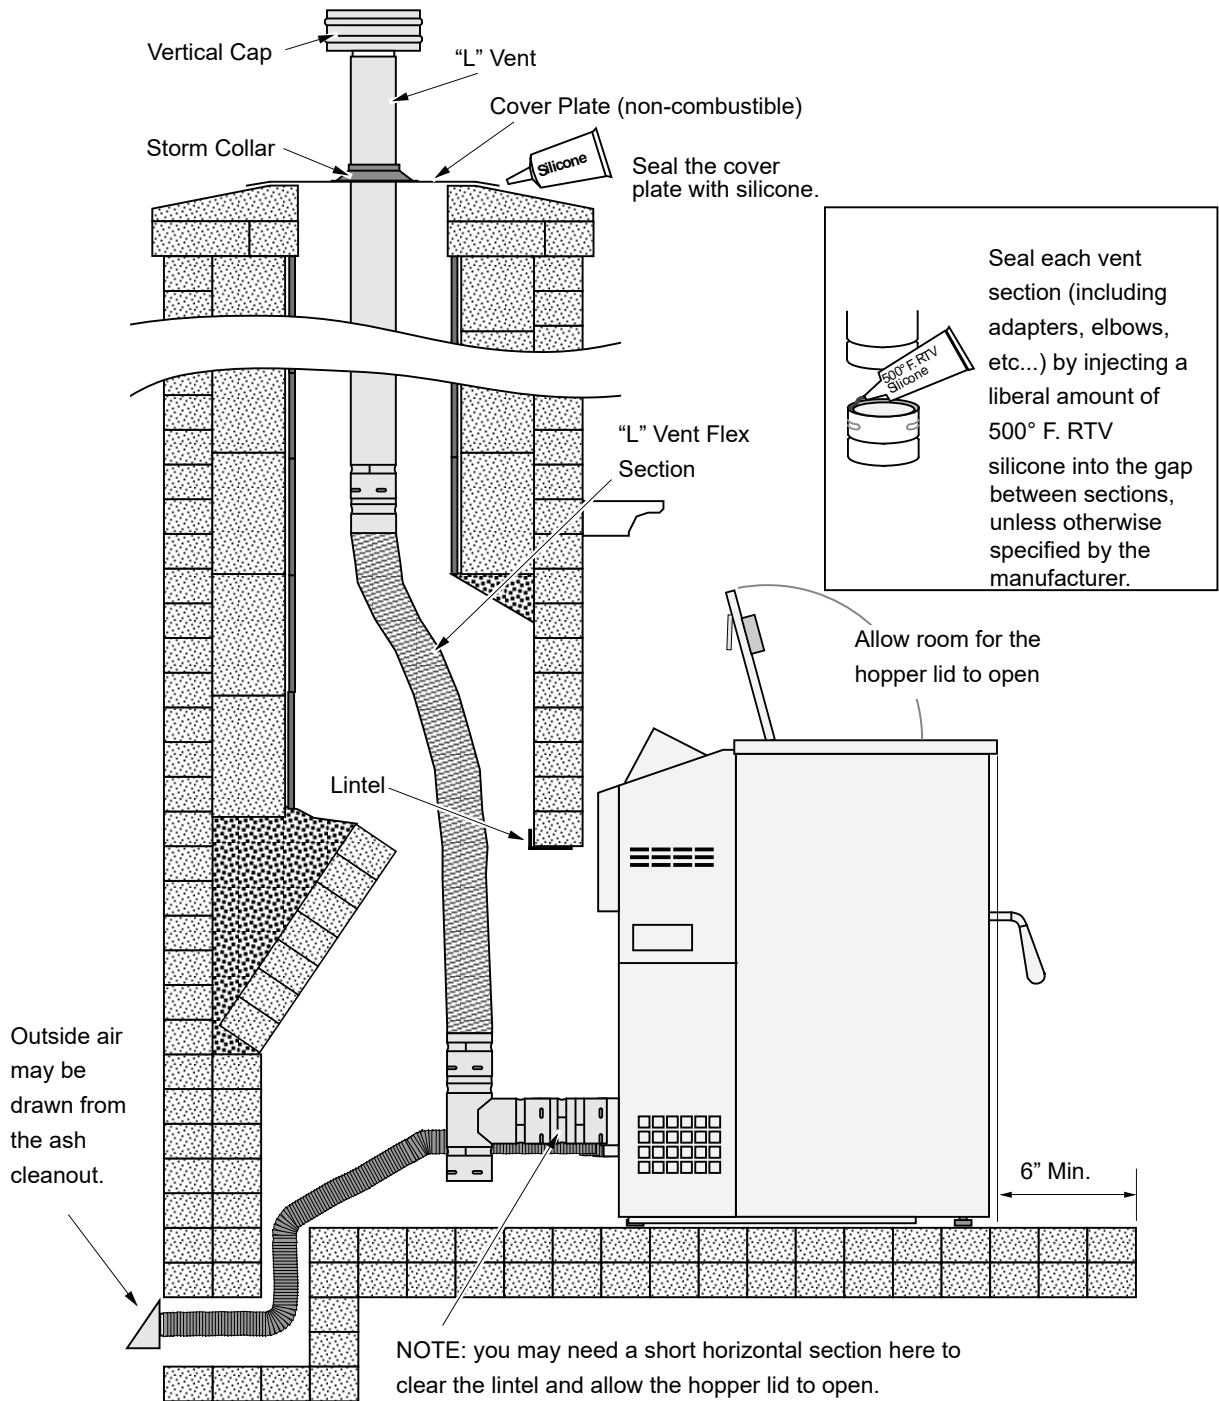 Vertical Cap
“L” Vent
Cover Plate (non-combustible)
Storm Collar
Silicone
Seal the cover
plate with silicone.
Seal each vent
section (including
adapters, elbows,
etc...) by injecting a
liberal amount of
500° F. RTV
silicone into the gap
between sections,
unless otherwise
specified by the
manufacturer.
500° F. RTV
Silicone
“L” Vent Flex
Section
Allow room for the
hopper lid to open
Lintel
Outside air
may be
drawn from
the ash
cleanout.
6” Min.
NOTE: you may need a short horizontal section here to
clear the lintel and allow the hopper lid to open.